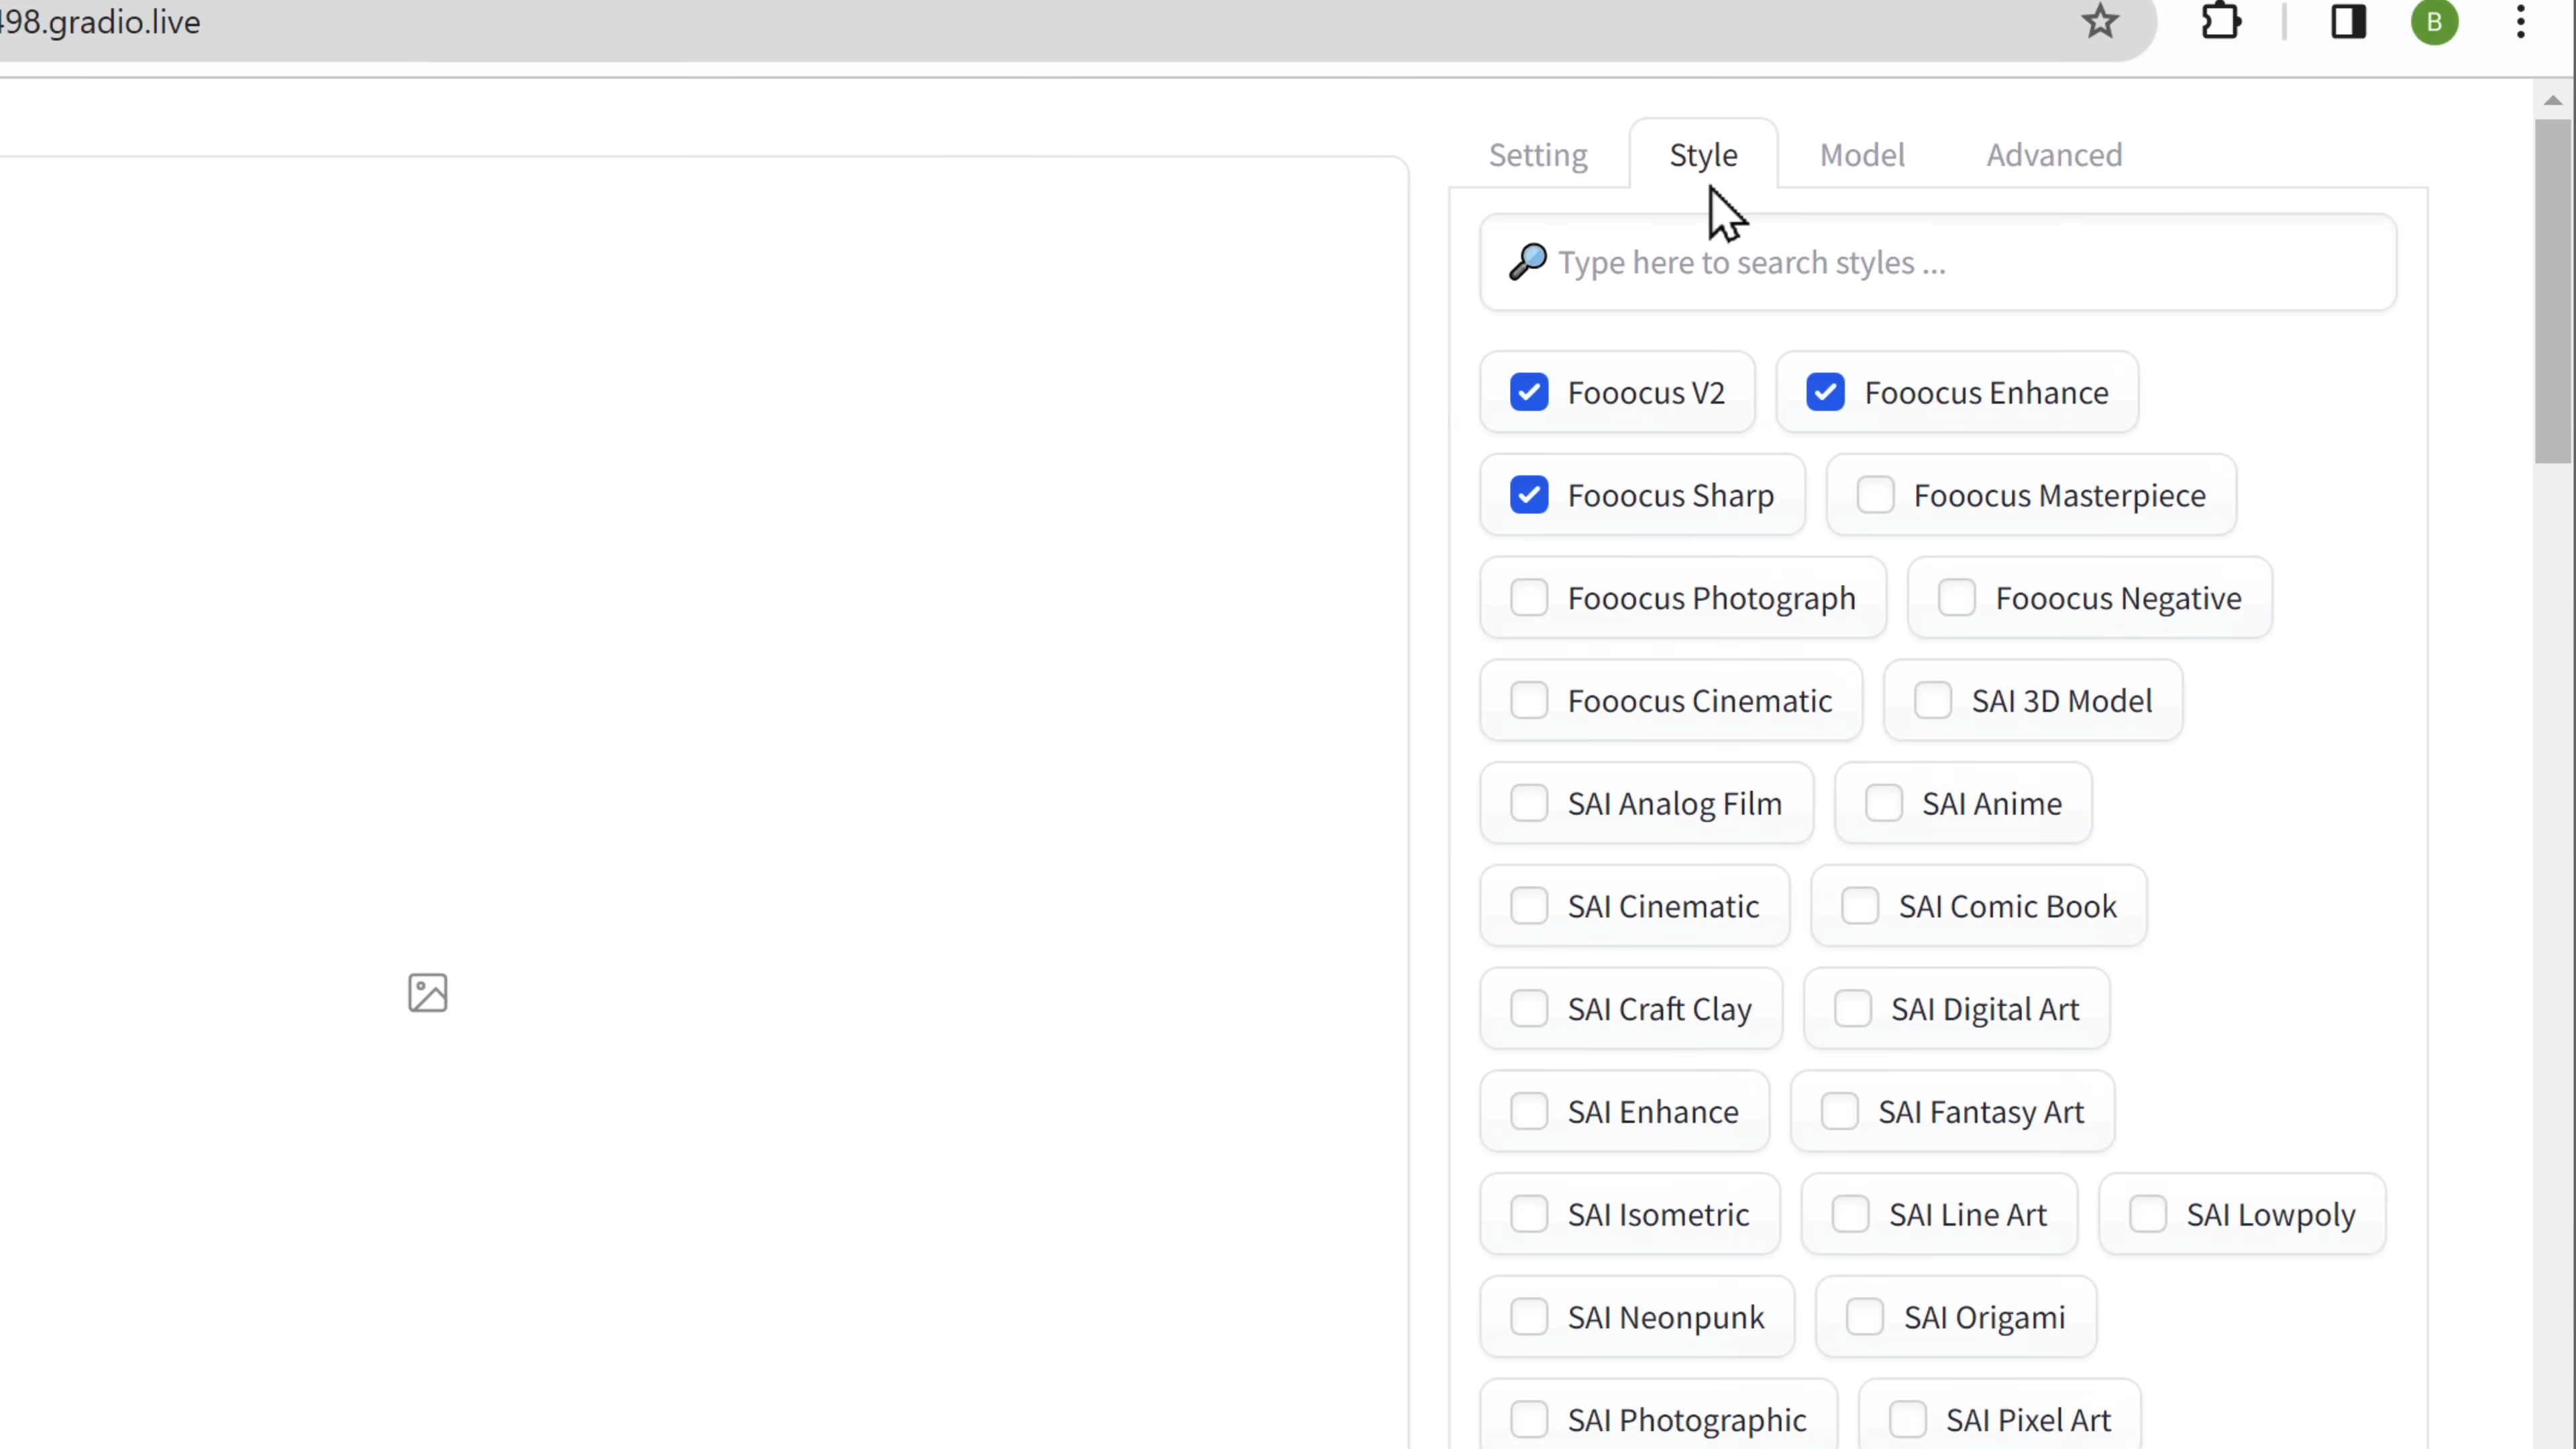 498.gradio.live
B
Setting Style Model Advanced
Type here to search styles ...
Fooocus V2 Fooocus Enhance
Fooocus Sharp Fooocus Masterpiece
Fooocus Photograph Fooocus Negative
Fooocus Cinematic SAI 3D Model
SAI Analog Film SAI Anime
SAI Cinematic SAI Comic Book
SAI Craft Clay SAI Digital Art
SAI Enhance SAI Fantasy Art
SAI Isometric SAI Line Art SAI Lowpoly
SAI Neonpunk SAI Origami
SAI Photographic SAI Pixel Art